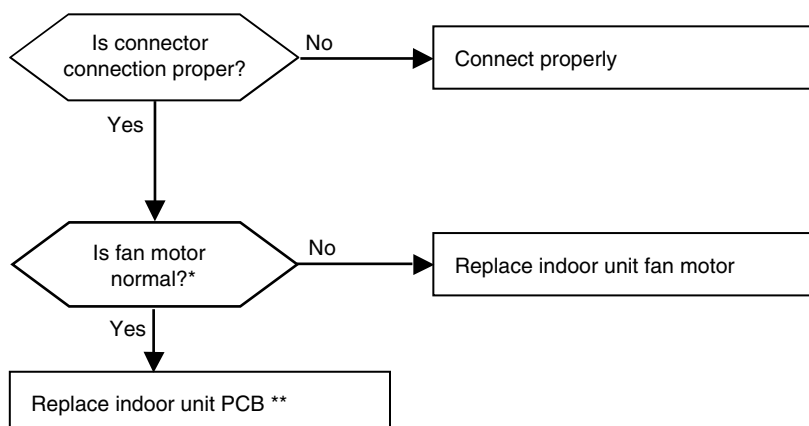 Is connector
connection proper?
No
Connect properly
Yes
Is fan motor
normal?*
No
Replace indoor unit fan motor
Yes
Replace indoor unit PCB **